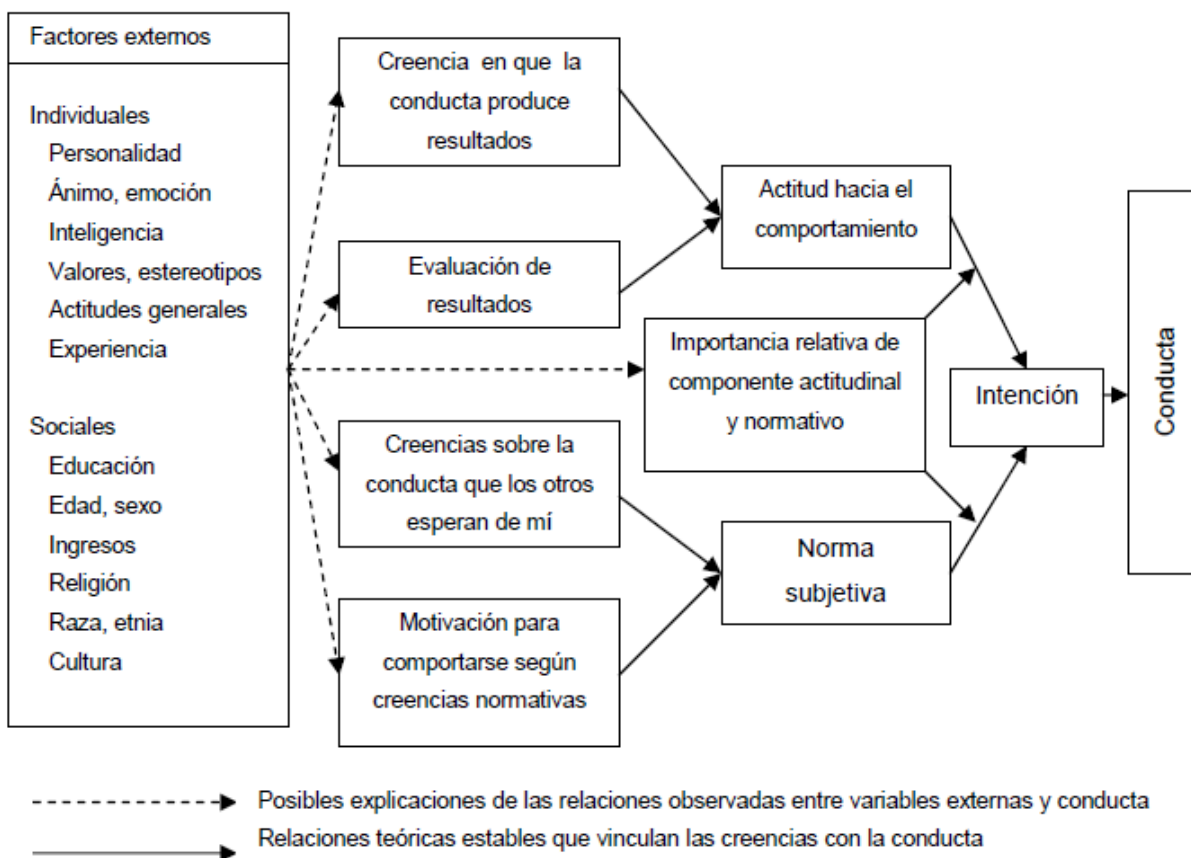 Factores externos
Individuales
Personalidad
Ánimo, emoción
Inteligencia
Valores, estereotipos
Actitudes generales
Experiencia
Sociales
Educación
Edad, sexo
Ingresos
Religión
Raza, etnia
Cultura
Creencia en que la
conducta produce
resultados
Evaluación de
resultados
Creencias sobre la
conducta que los otros
esperan de mí
Motivación para
comportarse según
creencias normativas
Actitud hacia el
comportamiento
Importancia relativa de
componente actitudinal
y normativo
Norma
subjetiva
Intención
Conducta
Posibles explicaciones de las relaciones observadas entre variables externas y conducta
Relaciones teóricas estables que vinculan las creencias con la conducta